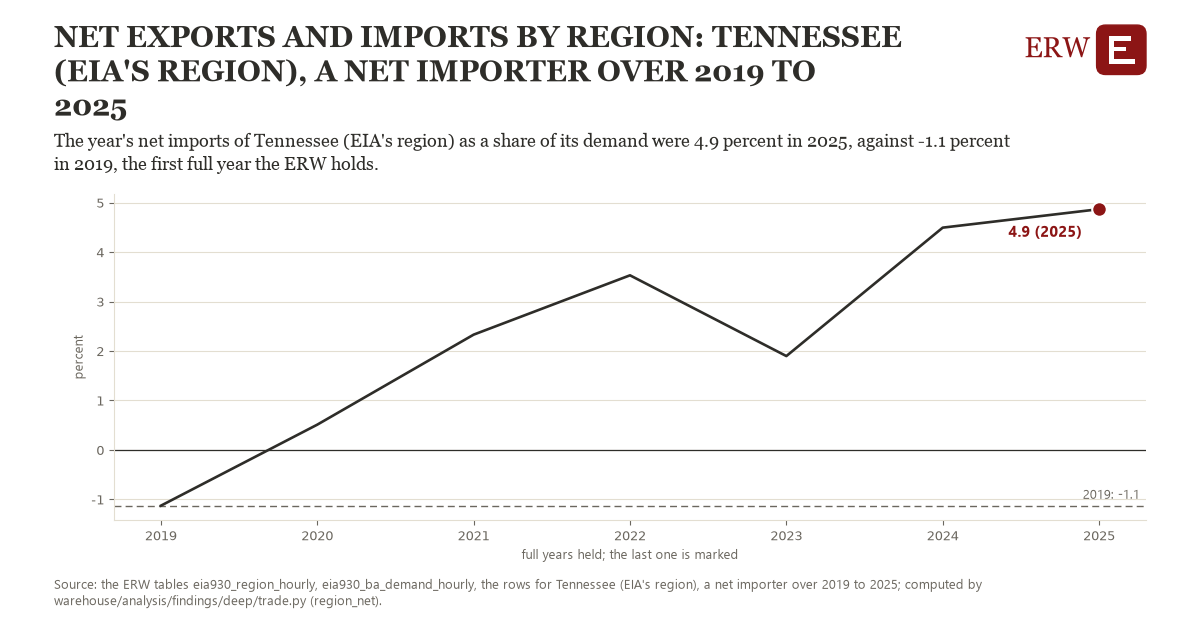 NET EXPORTS AND IMPORTS BY REGION: TENNESSEE
(EIA'S REGION), A NET IMPORTER OVER 2019 TO
2025
ERW E
The year's net imports of Tennessee (EIA's region) as a share of its demand were 4.9 percent in 2025, against -1.1 percent
in 2019, the first full year the ERW holds.
percent
5
4
3
2
1
0
-1
4.9 (2025)
2019: -1.1
2019 2020 2021 2022 2023 2024 2025
full years held; the last one is marked
Source: the ERW tables eia930_region_hourly, eia930_ba_demand_hourly, the rows for Tennessee (EIA's region), a net importer over 2019 to 2025; computed by
warehouse/analysis/findings/deep/trade.py (region_net).